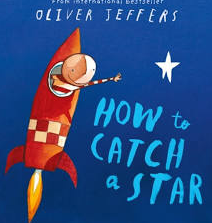 From international bestseller
OLIVER JEFFERS
HOW to
CATCH
a STAR